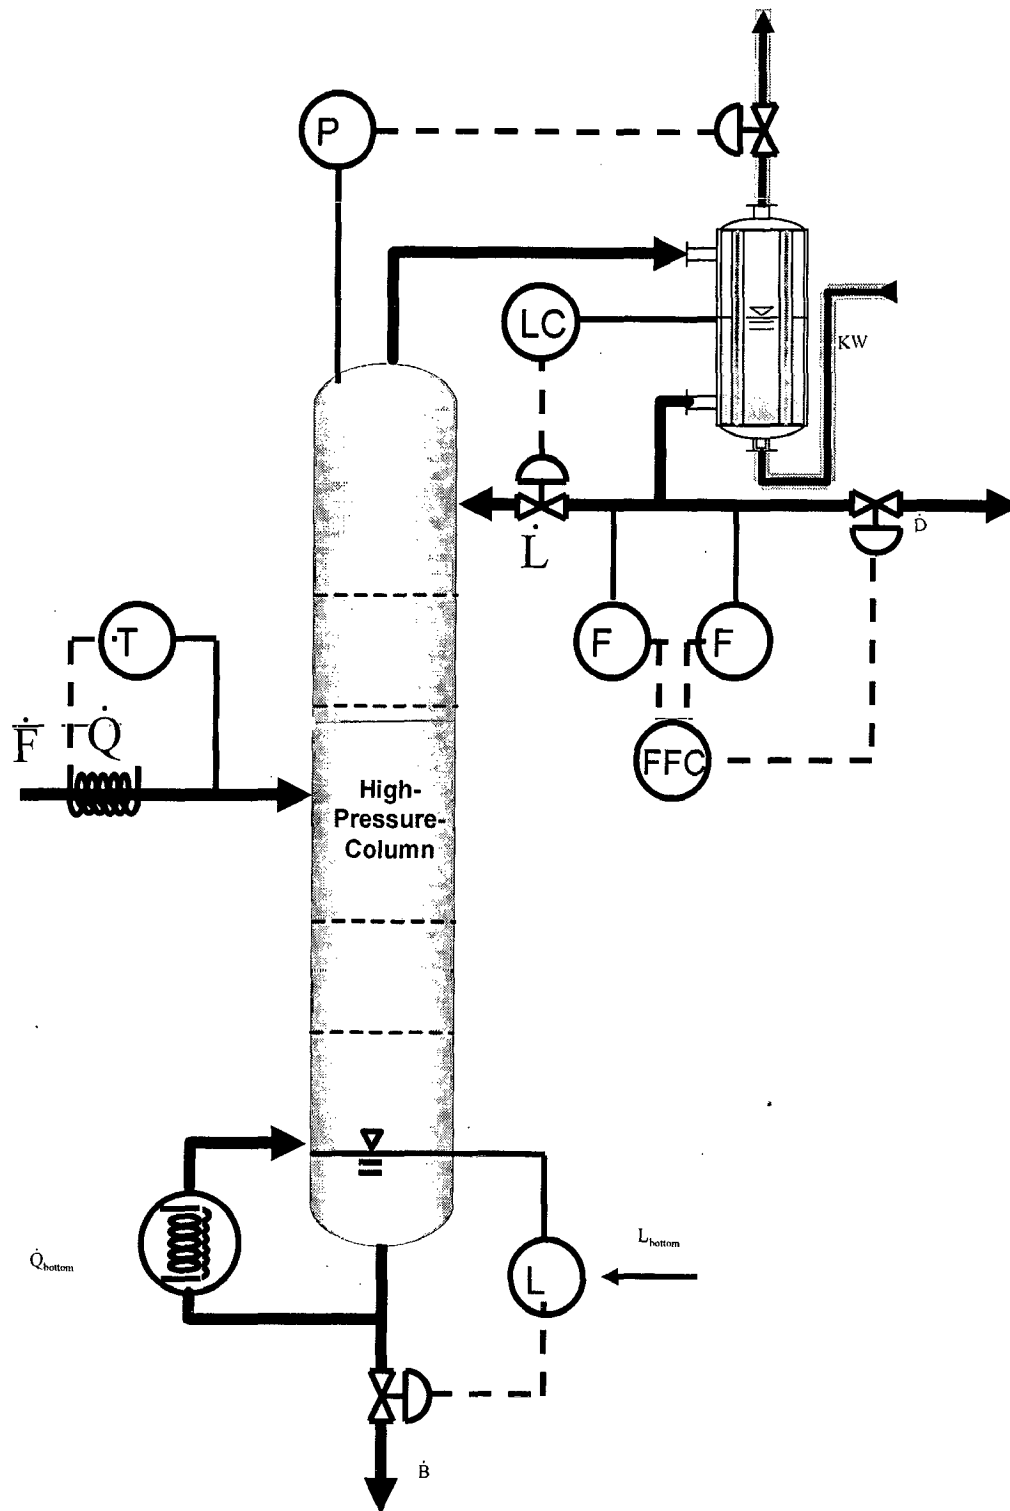 P
LC
KW
L̇
Ḋ
T
F
F
Ḟ
Q̇
FFC
High-
Pressure-
Column
Q̇bottom
Lbottom
L
Ḃ